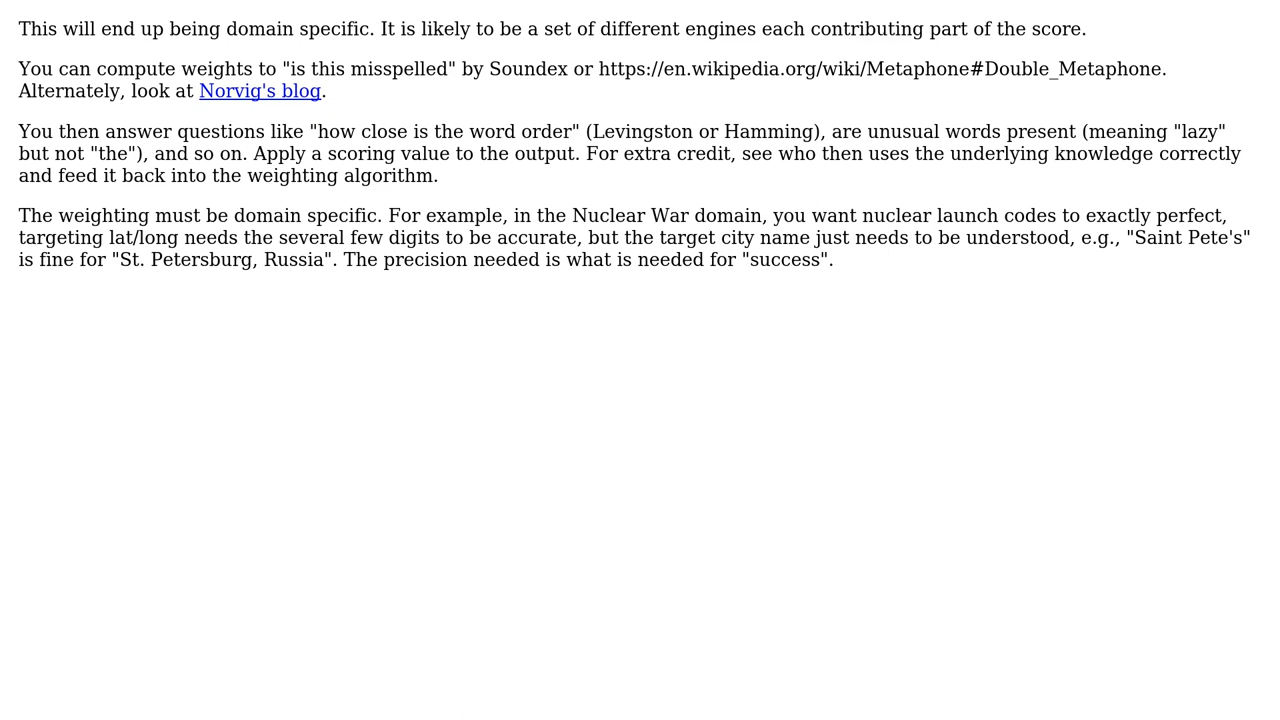 This will end up being domain specific. It is likely to be a set of different engines each contributing part of the score.
You can compute weights to "is this misspelled" by Soundex or https://en.wikipedia.org/wiki/Metaphone#Double_Metaphone.
Alternately, look at Norvig's blog.
You then answer questions like "how close is the word order" (Levingston or Hamming), are unusual words present (meaning "lazy"
but not "the"), and so on. Apply a scoring value to the output. For extra credit, see who then uses the underlying knowledge correctly
and feed it back into the weighting algorithm.
The weighting must be domain specific. For example, in the Nuclear War domain, you want nuclear launch codes to exactly perfect,
targeting lat/long needs the several few digits to be accurate, but the target city name just needs to be understood, e.g., "Saint Pete's"
is fine for "St. Petersburg, Russia". The precision needed is what is needed for "success".